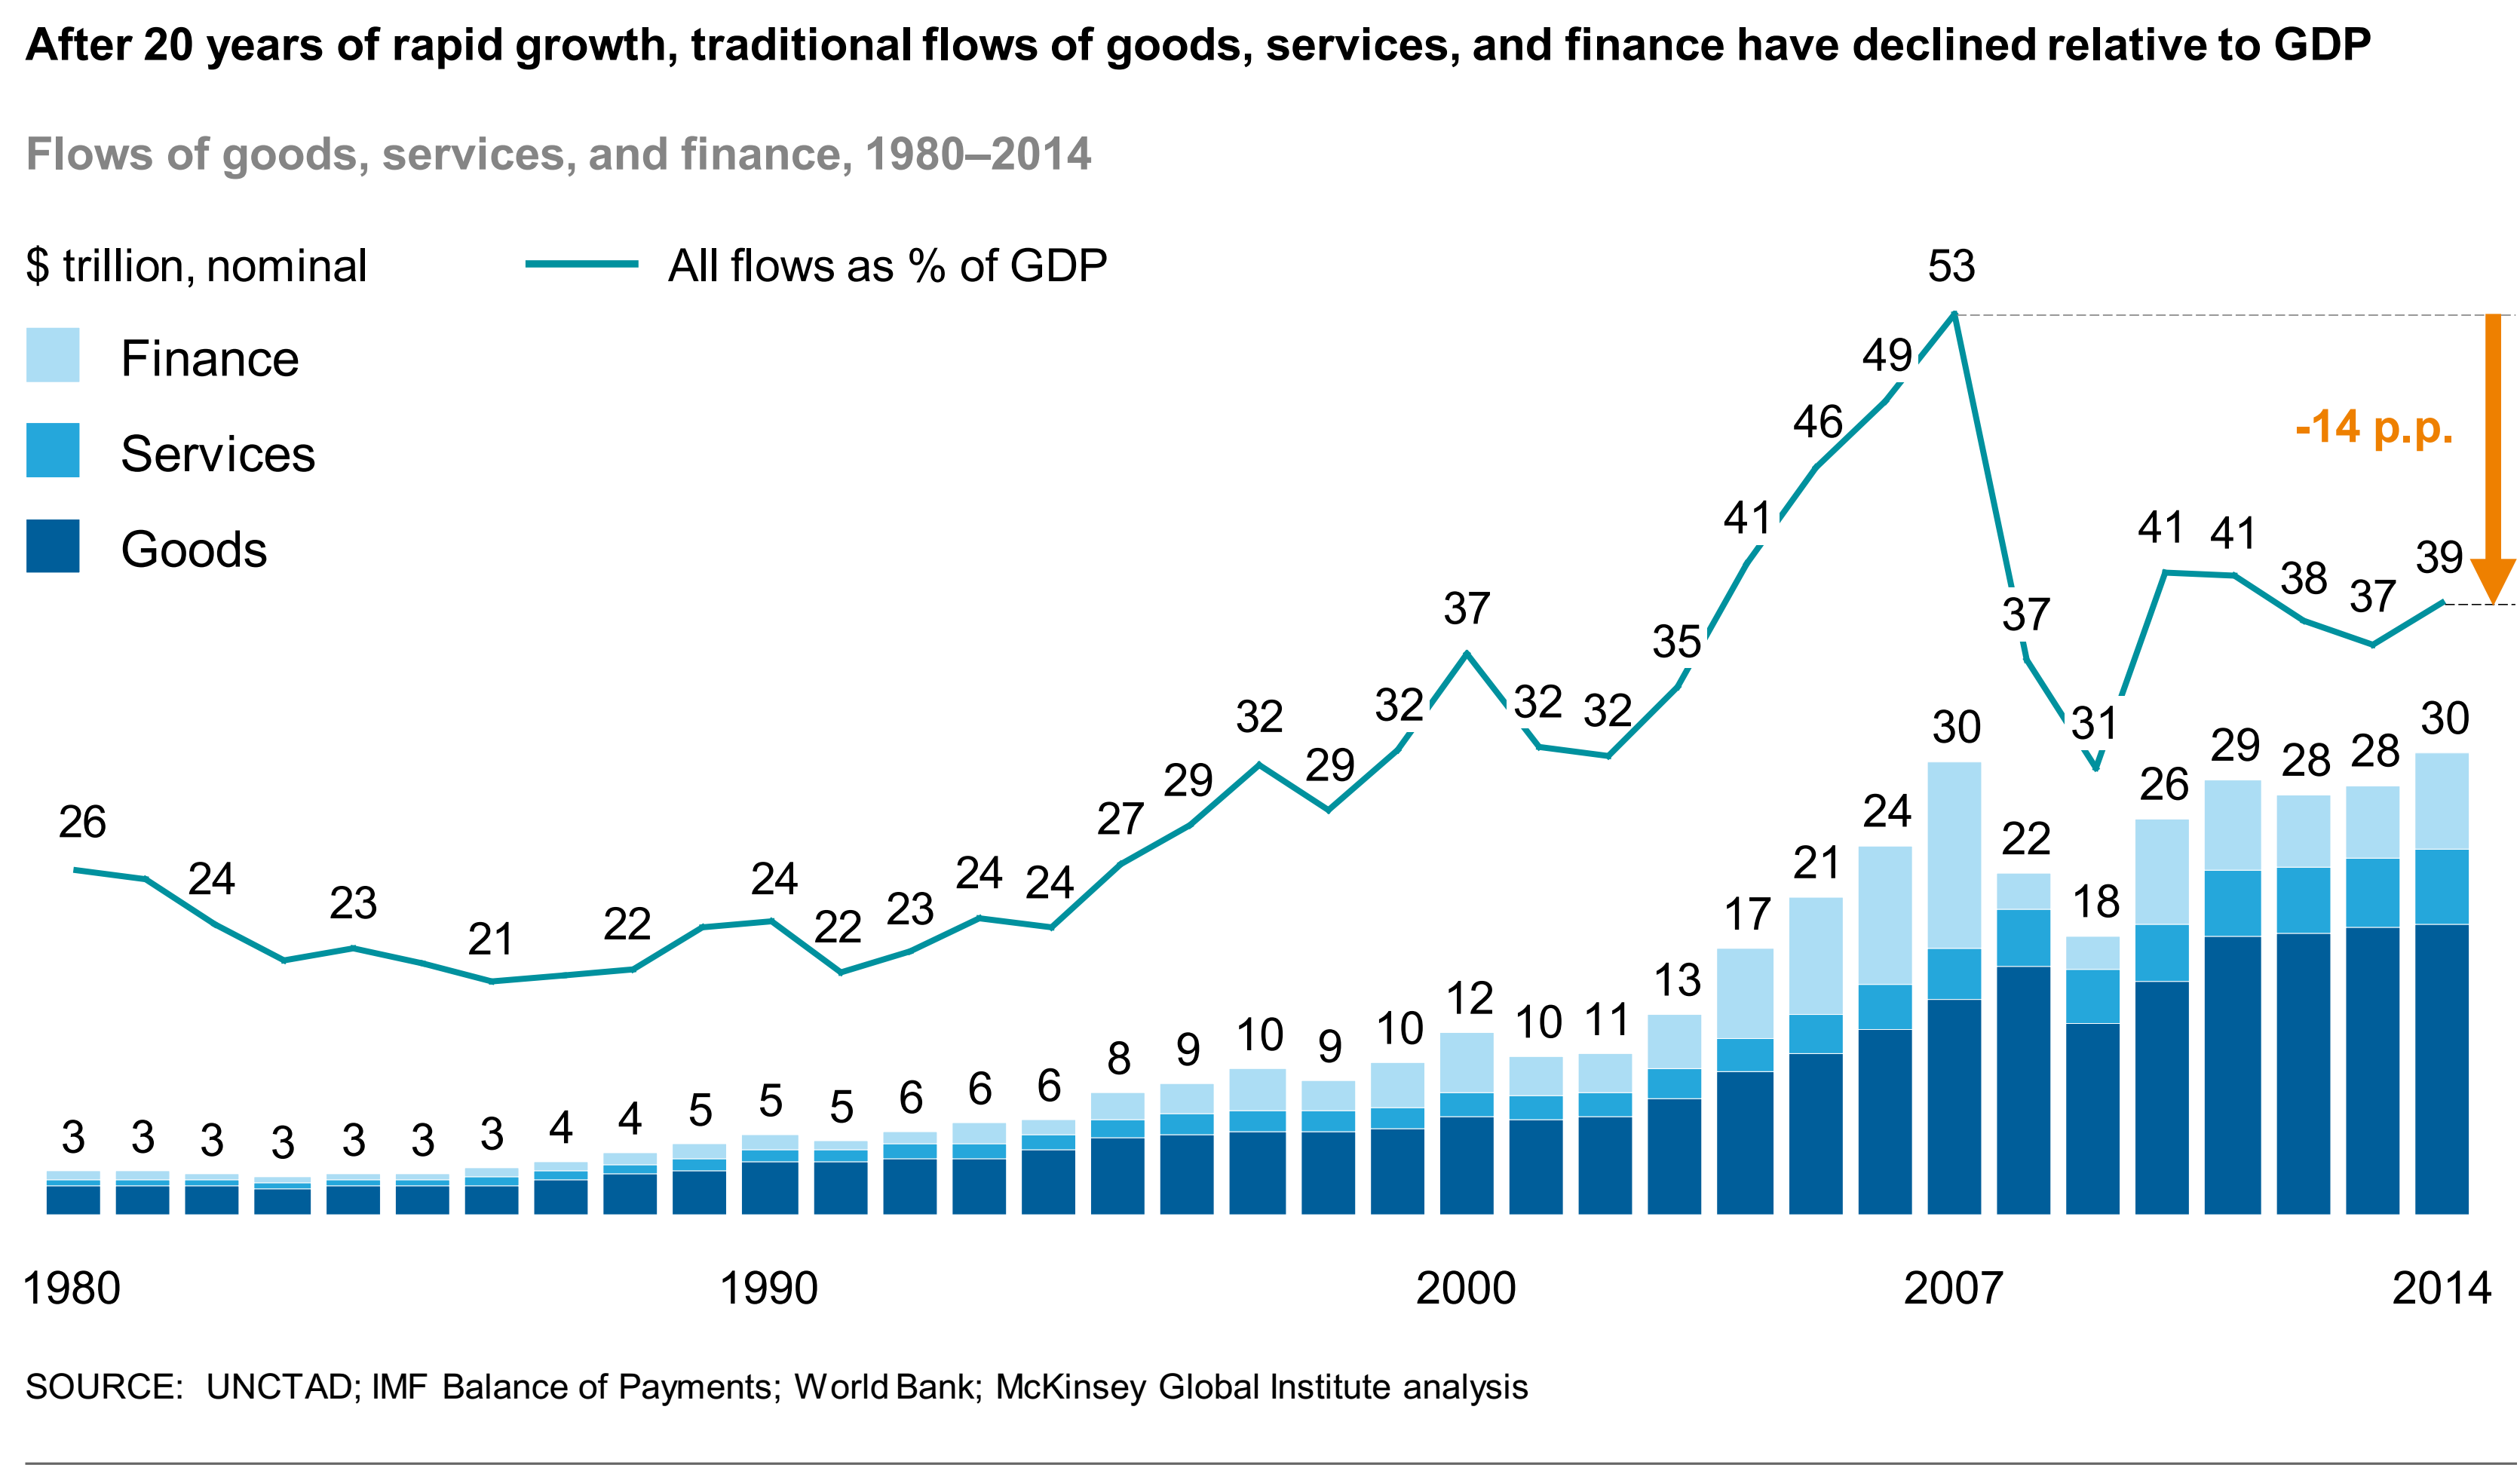 After 20 years of rapid growth, traditional flows of goods, services, and finance have declined relative to GDP
Flows of goods, services, and finance, 1980–2014
$ trillion, nominal
All flows as % of GDP
Finance
Services
Goods
-14 p.p.
26 24 23 21 22 24 22 23 24 24 27 29 32 29 32 37 32 32 35 41 46 49 53 37 31 41 41 38 37 39
3 3 3 3 3 3 3 4 4 5 5 5 6 6 6 8 9 10 9 10 12 10 11 13 17 21 24 30 22 18 26 29 28 28 30
1980 1990 2000 2007 2014
SOURCE: UNCTAD; IMF Balance of Payments; World Bank; McKinsey Global Institute analysis